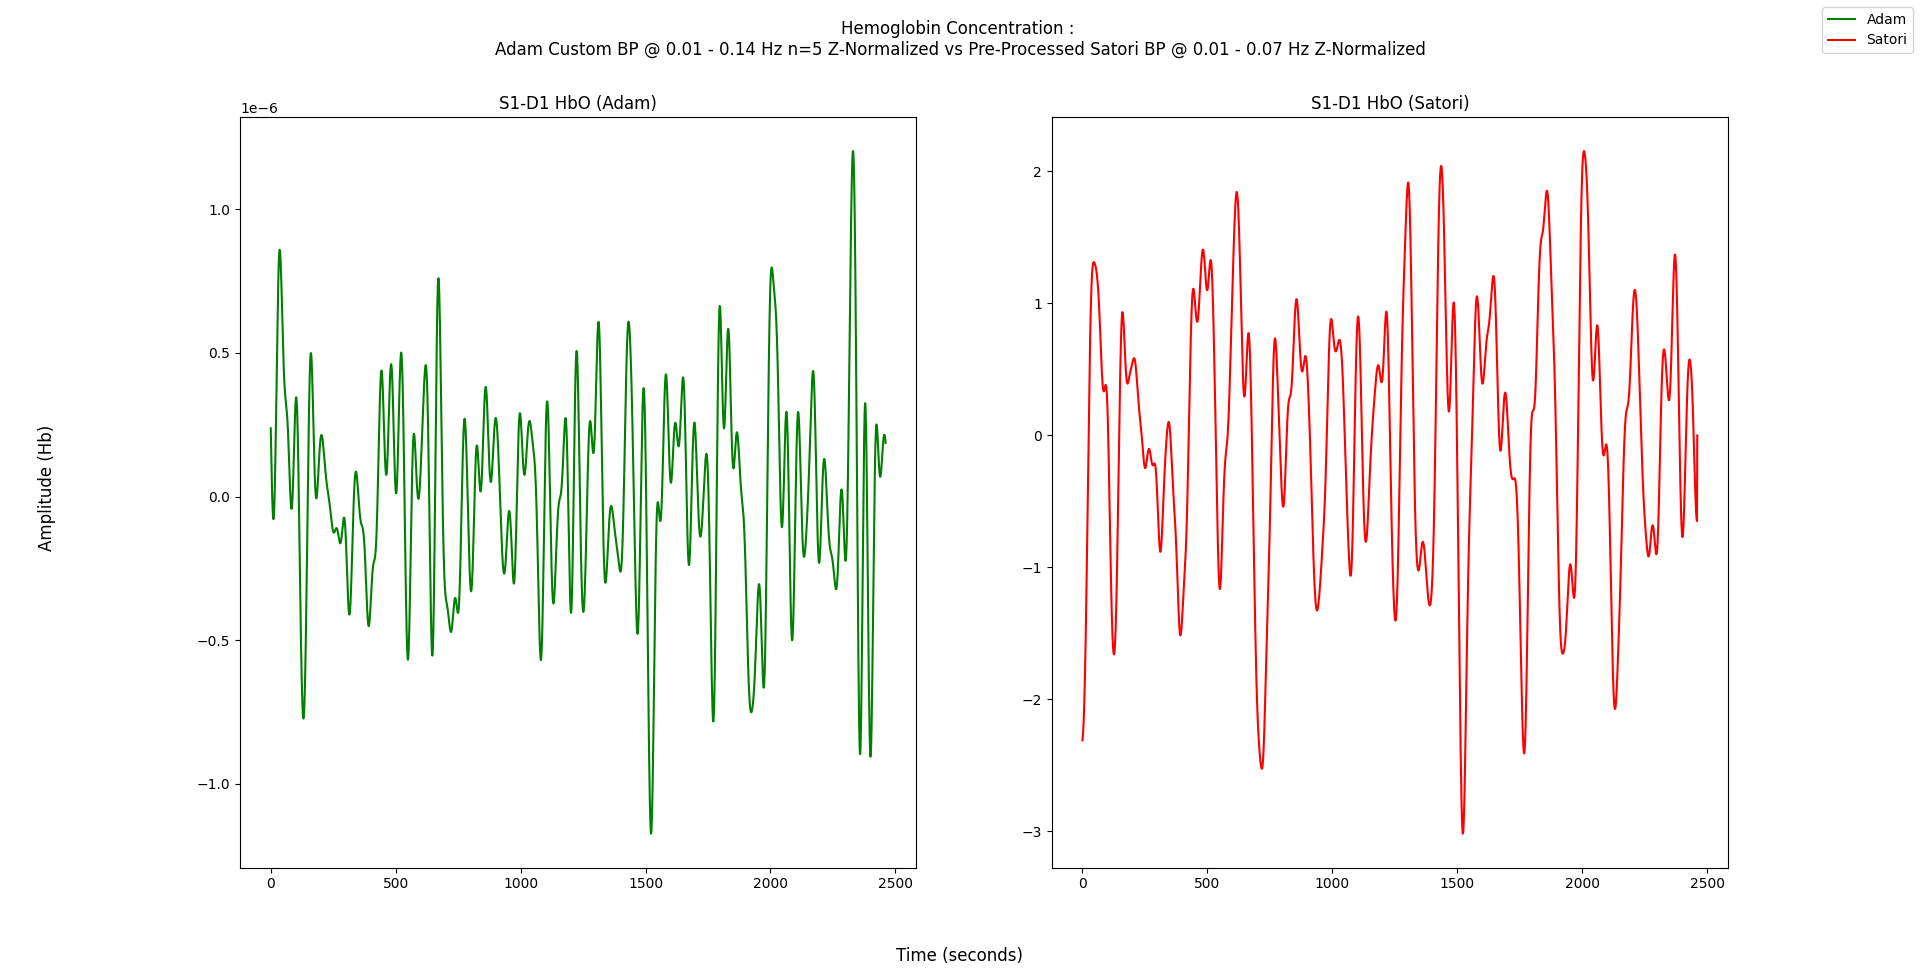 Hemoglobin Concentration :
Adam Custom BP @ 0.01 - 0.14 Hz n=5 Z-Normalized vs Pre-Processed Satori BP @ 0.01 - 0.07 Hz Z-Normalized
Adam
Satori
S1-D1 HbO (Adam)
1e−6
1.0
0.5
0.0
−0.5
−1.0
0 500 1000 1500 2000 2500
S1-D1 HbO (Satori)
2
1
0
−1
−2
−3
0 500 1000 1500 2000 2500
Amplitude (Hb)
Time (seconds)